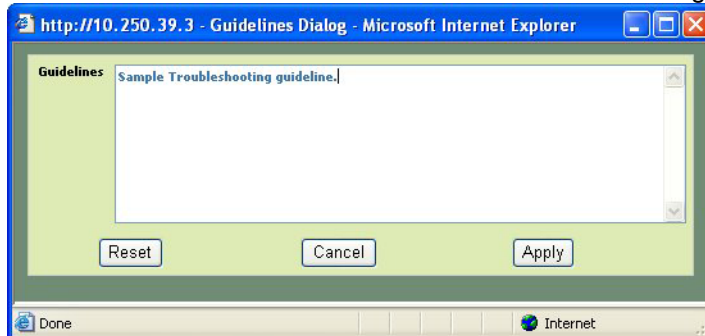 http://10.250.39.3 - Guidelines Dialog - Microsoft Internet Explorer
Guidelines
Sample Troubleshooting guideline.
Reset Cancel Apply
Done Internet